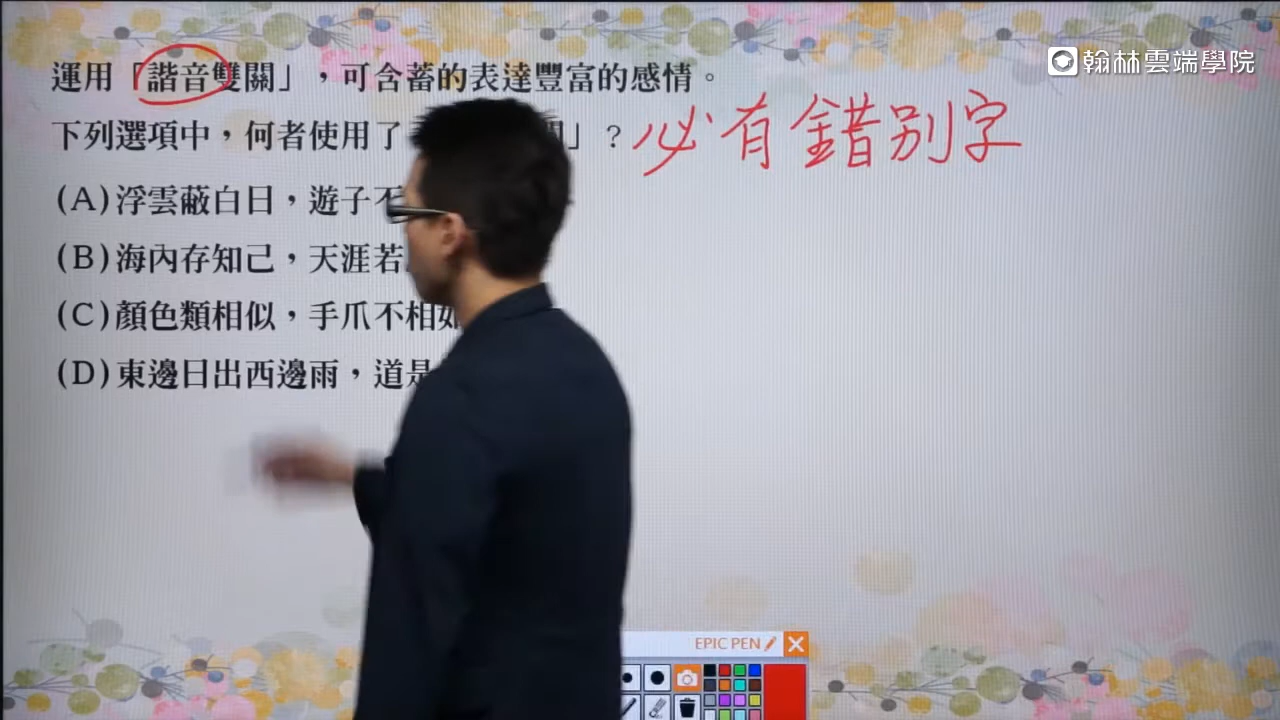 翰林雲端學院
運用「諧音雙關」，可含蓄的表達豐富的感情。
下列選項中，何者使用了 」？必有錯別字
(A)浮雲蔽白日，遊子不
(B)海內存知己，天涯若
(C)顏色類相似，手爪不相如
(D)東邊日出西邊雨，道是
EPIC PEN